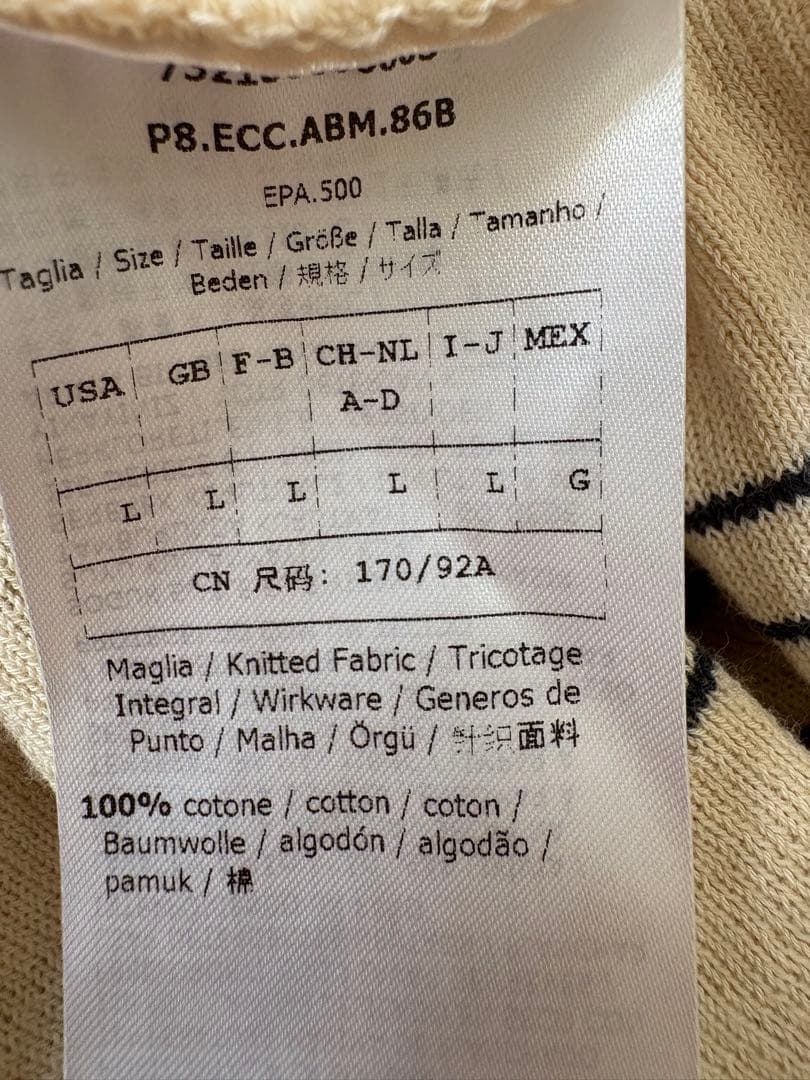 P8.ECC.ABM.86B
EPA.500
Taglia / Size / Taille / Größe / Talla / Tamanho /
Beden / 規格 / サイズ
USA GB F-B CH-NL I-J MEX
A-D
L L L L L G
CN 尺码: 170/92A
Maglia / Knitted Fabric / Tricotage
Integral / Wirkware / Generos de
Punto / Malha / Örgü / 针织面料
100% cotone / cotton / coton /
Baumwolle / algodón / algodão /
pamuk / 棉